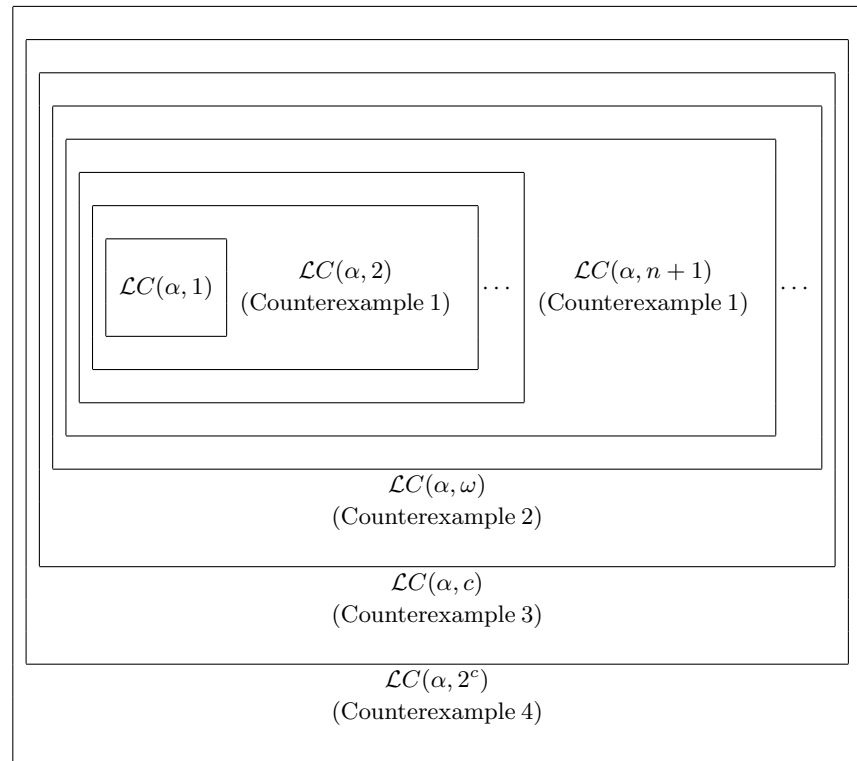 ℒC(α, 1)
ℒC(α, 2)
(Counterexample 1)
···
ℒC(α, n + 1)
(Counterexample 1)
···
ℒC(α, ω)
(Counterexample 2)
ℒC(α, c)
(Counterexample 3)
ℒC(α, 2ᶜ)
(Counterexample 4)